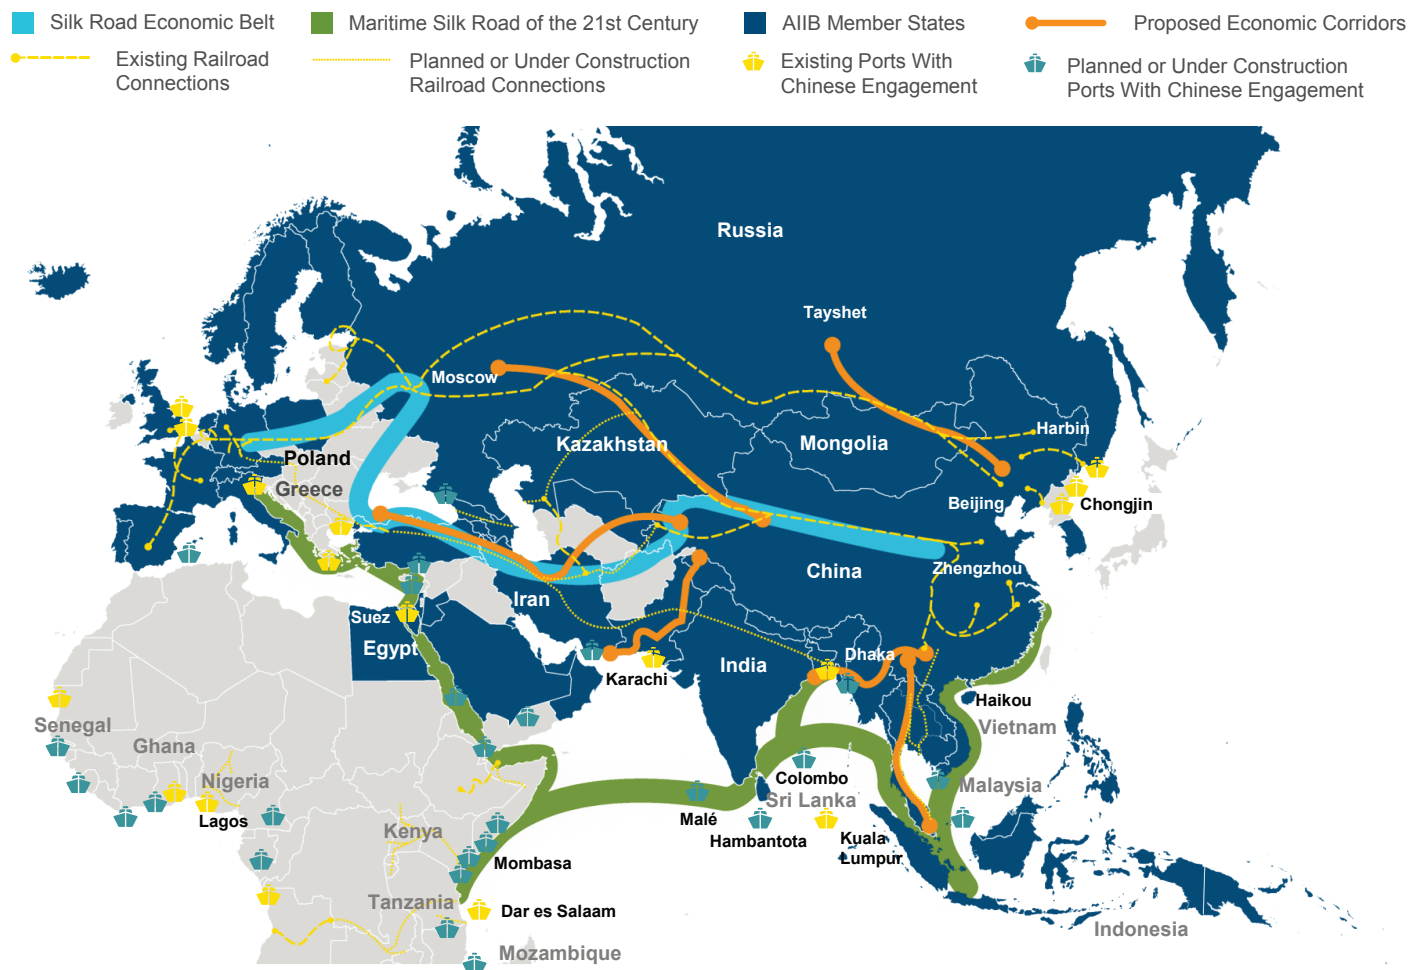 Silk Road Economic Belt
Maritime Silk Road of the 21st Century
AIIB Member States
Proposed Economic Corridors
Existing Railroad
Connections
Planned or Under Construction
Railroad Connections
Existing Ports With
Chinese Engagement
Planned or Under Construction
Ports With Chinese Engagement
Russia
Tayshet
Moscow
Harbin
Kazakhstan
Mongolia
Poland
Greece
Beijing
Chongjin
Zhengzhou
China
Iran
Suez
Egypt
Dhaka
India
Karachi
Haikou
Vietnam
Senegal
Ghana
Nigeria
Colombo
Malaysia
Sri Lanka
Lagos
Malé
Kenya
Hambantota
Kuala
Lumpur
Mombasa
Tanzania
Dar es Salaam
Indonesia
Mozambique